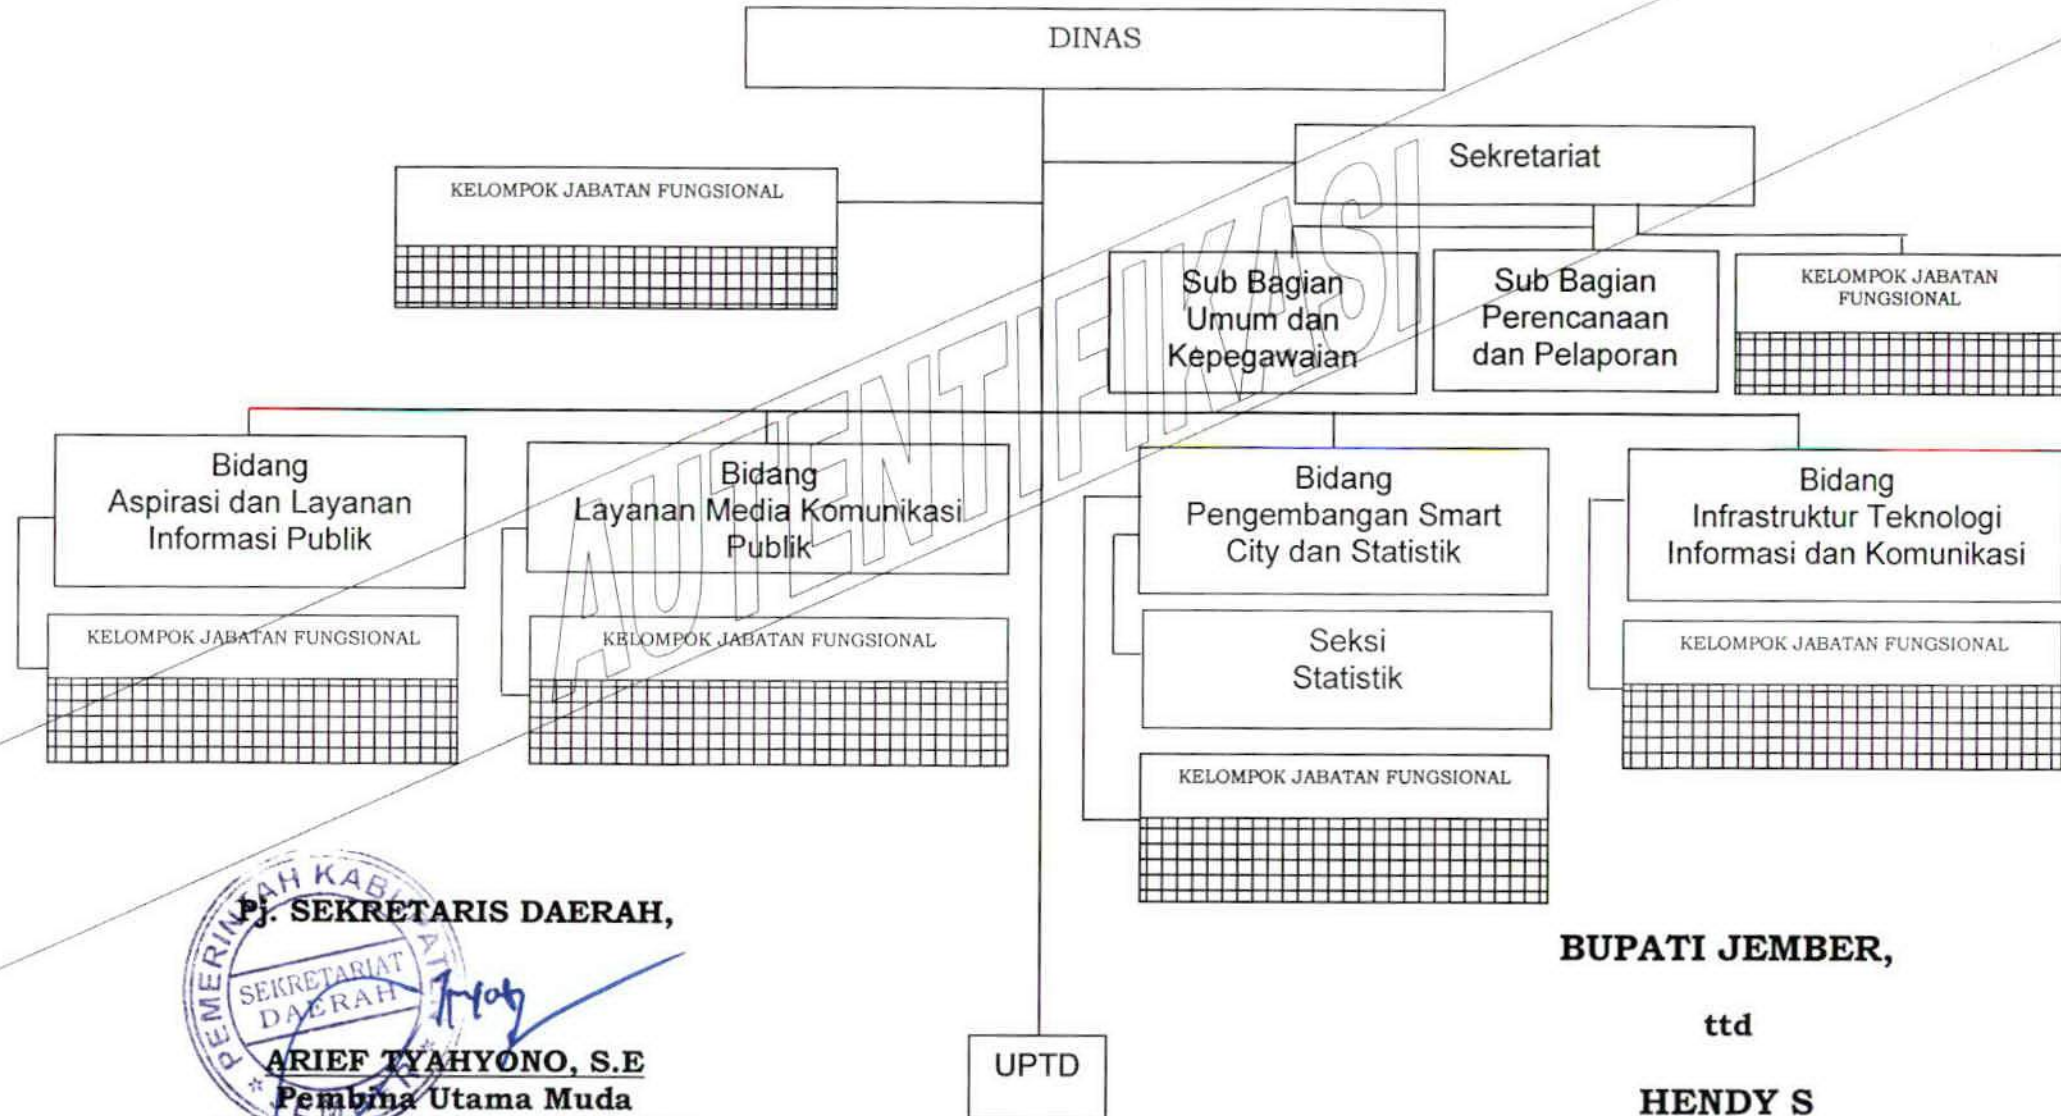 DINAS
Sekretariat
KELOMPOK JABATAN FUNGSIONAL
Sub Bagian
Umum dan
Kepegawaian
Sub Bagian
Perencanaan
dan Pelaporan
KELOMPOK JABATAN
FUNGSIONAL
AUTENTIFIKASI
Bidang
Aspirasi dan Layanan
Informasi Publik
Bidang
Layanan Media Komunikasi
Publik
Bidang
Pengembangan Smart
City dan Statistik
Bidang
Infrastruktur Teknologi
Informasi dan Komunikasi
KELOMPOK JABATAN FUNGSIONAL
KELOMPOK JABATAN FUNGSIONAL
Seksi
Statistik
KELOMPOK JABATAN FUNGSIONAL
KELOMPOK JABATAN FUNGSIONAL
Pj. SEKRETARIS DAERAH,
PEMERINTAH KABUPATEN
SEKRETARIAT
DAERAH
JEMBER
ARIEF TYAHYONO, S.E
Pembina Utama Muda
UPTD
BUPATI JEMBER,
ttd
HENDY S